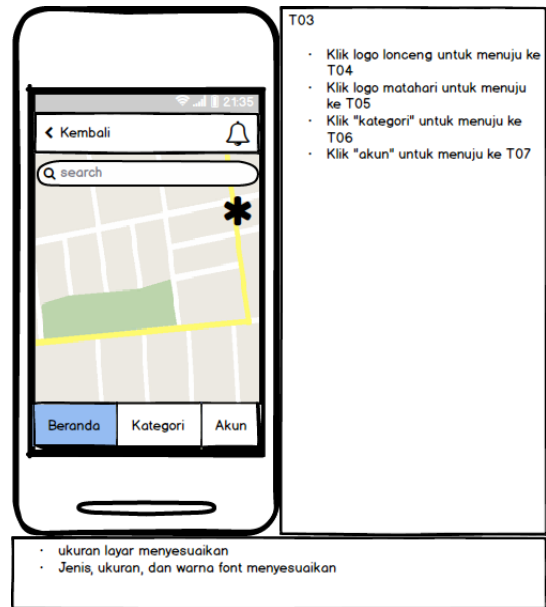 21:35
Kembali
search
Beranda Kategori Akun
T03
· Klik logo lonceng untuk menuju ke
T04
· Klik logo matahari untuk menuju
ke T05
· Klik "kategori" untuk menuju ke
T06
· Klik "akun" untuk menuju ke T07
· ukuran layar menyesuaikan
· Jenis, ukuran, dan warna font menyesuaikan